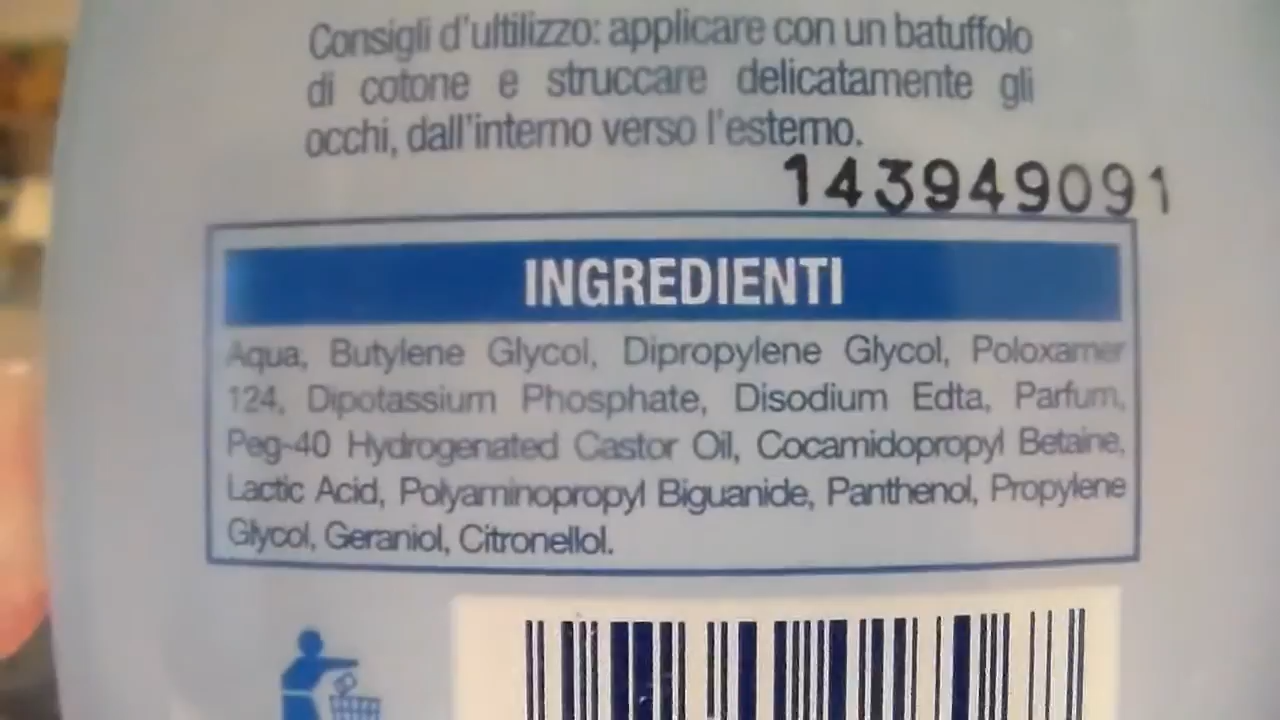 Consigli d'ultilizzo: applicare con un batuffolo
di cotone e struccare delicatamente gli
occhi, dall'interno verso l'esterno.
143949091
INGREDIENTI
Aqua, Butylene Glycol, Dipropylene Glycol, Poloxamer
124, Dipotassium Phosphate, Disodium Edta, Parfum,
Peg-40 Hydrogenated Castor Oil, Cocamidopropyl Betaine,
Lactic Acid, Polyaminopropyl Biguanide, Panthenol, Propylene
Glycol, Geraniol, Citronellol.